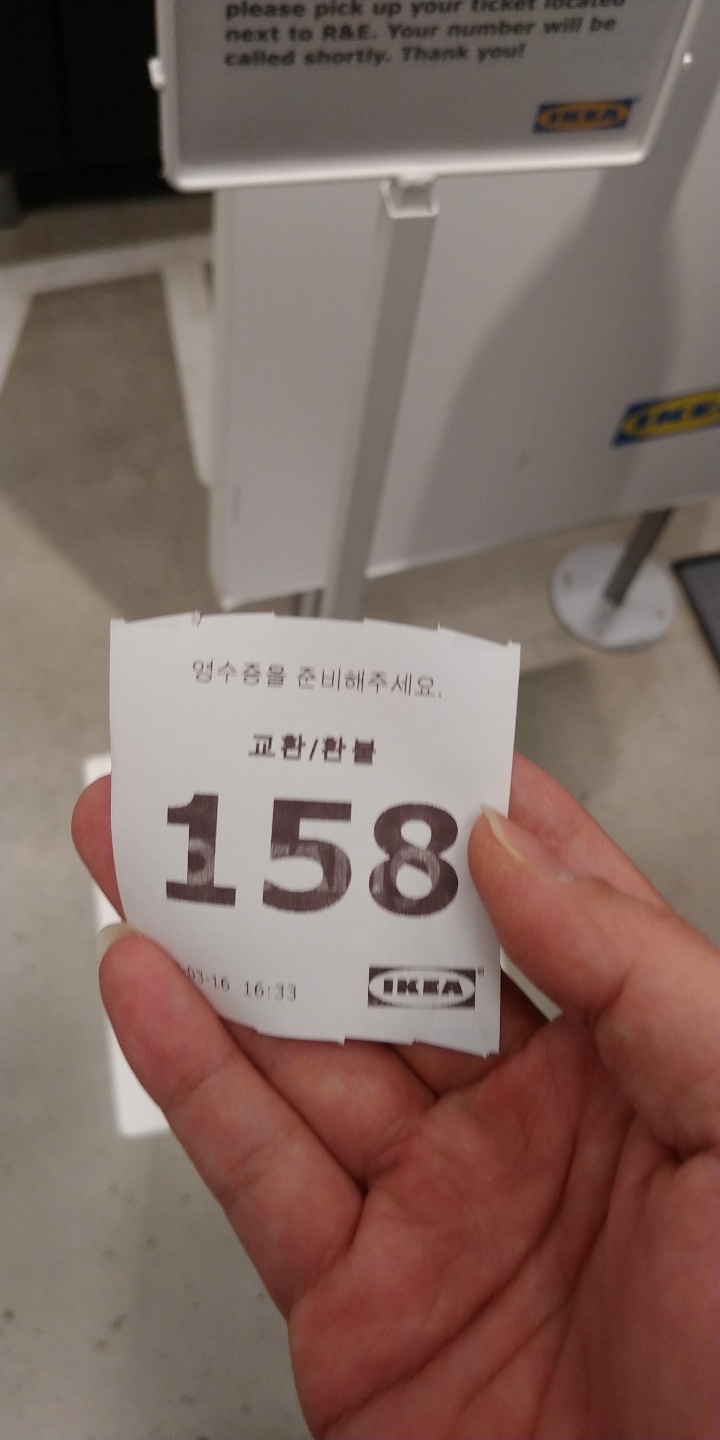 please pick up your ticket located
next to R&E. Your number will be
called shortly. Thank you!
IKEA
IKEA
영수증을 준비해주세요.
교환/환불
158
03-16 16:33
IKEA